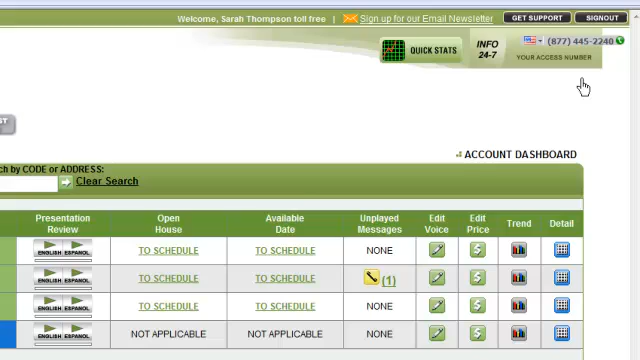 Welcome, Sarah Thompson toll free | Sign up for our Email Newsletter GET SUPPORT SIGNOUT
QUICK STATS INFO (877) 445-2240
24-7 YOUR ACCESS NUMBER
ST
ACCOUNT DASHBOARD
ch by CODE or ADDRESS:
Clear Search
Presentation Open Available Unplayed Edit Edit Trend Detail
Review House Date Messages Voice Price
ENGLISH ESPANOL TO SCHEDULE TO SCHEDULE NONE
ENGLISH ESPANOL TO SCHEDULE TO SCHEDULE (1)
ENGLISH ESPANOL TO SCHEDULE TO SCHEDULE NONE
ENGLISH ESPANOL NOT APPLICABLE NOT APPLICABLE NONE